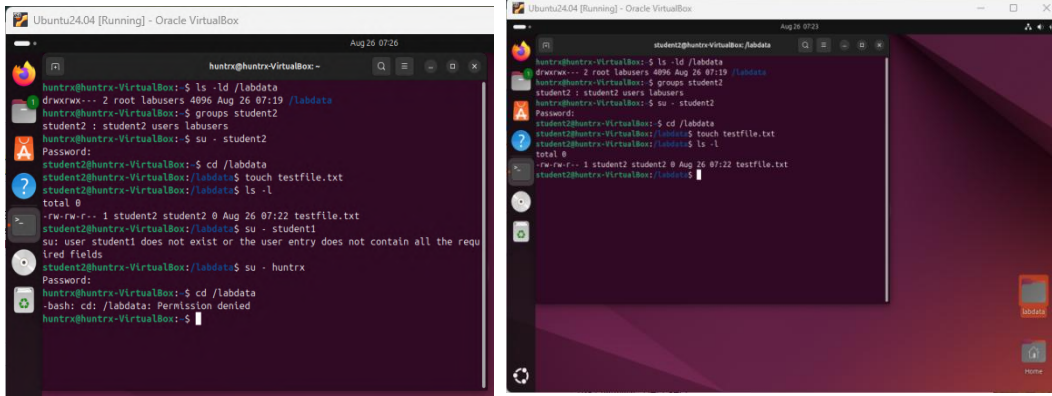 Ubuntu24.04 [Running] - Oracle VirtualBox
Aug 26 07:26
huntrx@huntrx-VirtualBox: ~
huntrx@huntrx-VirtualBox:~$ ls -ld /labdata
drwxrwx--- 2 root labusers 4096 Aug 26 07:19 /labdata
huntrx@huntrx-VirtualBox:~$ groups student2
student2 : student2 users labusers
huntrx@huntrx-VirtualBox:~$ su - student2
Password:
student2@huntrx-VirtualBox:~$ cd /labdata
student2@huntrx-VirtualBox:/labdata$ touch testfile.txt
student2@huntrx-VirtualBox:/labdata$ ls -l
total 0
-rw-rw-r-- 1 student2 student2 0 Aug 26 07:22 testfile.txt
student2@huntrx-VirtualBox:/labdata$ su - student1
su: user student1 does not exist or the user entry does not contain all the requ
ired fields
student2@huntrx-VirtualBox:/labdata$ su - huntrx
Password:
huntrx@huntrx-VirtualBox:~$ cd /labdata
-bash: cd: /labdata: Permission denied
huntrx@huntrx-VirtualBox:~$
Ubuntu24.04 [Running] - Oracle VirtualBox
Aug 26 07:23
student2@huntrx-VirtualBox: /labdata
huntrx@huntrx-VirtualBox:~$ ls -ld /labdata
drwxrwx--- 2 root labusers 4096 Aug 26 07:19 /labdata
huntrx@huntrx-VirtualBox:~$ groups student2
student2 : student2 users labusers
huntrx@huntrx-VirtualBox:~$ su - student2
Password:
student2@huntrx-VirtualBox:~$ cd /labdata
student2@huntrx-VirtualBox:/labdata$ touch testfile.txt
student2@huntrx-VirtualBox:/labdata$ ls -l
total 0
-rw-rw-r-- 1 student2 student2 0 Aug 26 07:22 testfile.txt
student2@huntrx-VirtualBox:/labdata$
labdata
Home